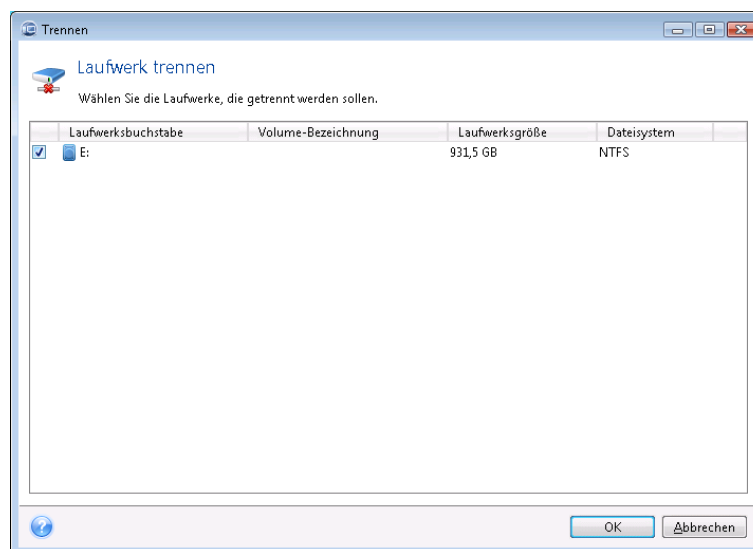 Trennen
Laufwerk trennen
Wählen Sie die Laufwerke, die getrennt werden sollen.
Laufwerksbuchstabe Volume-Bezeichnung Laufwerksgröße Dateisystem
E: 931,5 GB NTFS
OK Abbrechen